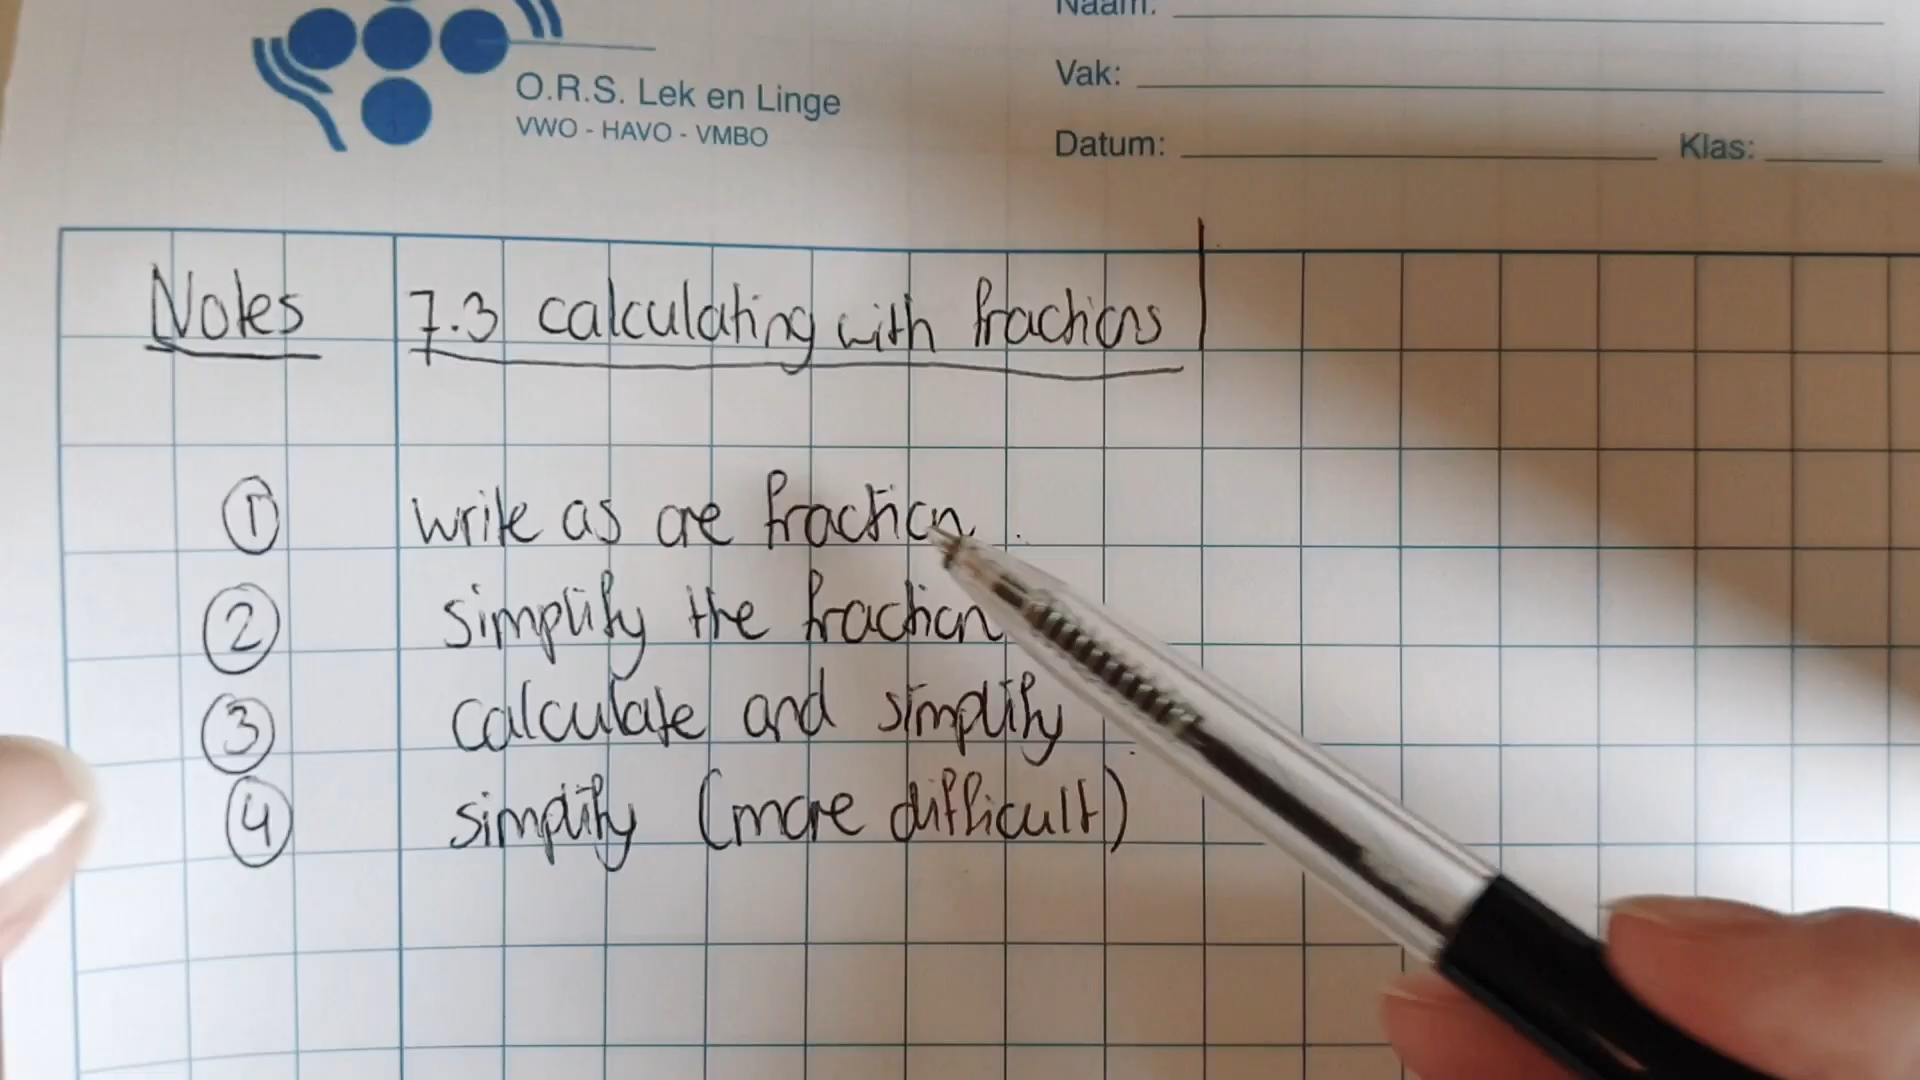 Naam:
O.R.S. Lek en Linge
VWO - HAVO - VMBO
Vak:
Datum: Klas:
Notes 7.3 calculating with fractions
1 write as one fraction
2 simplify the fraction
3 calculate and simplify
4 simplify (more difficult)